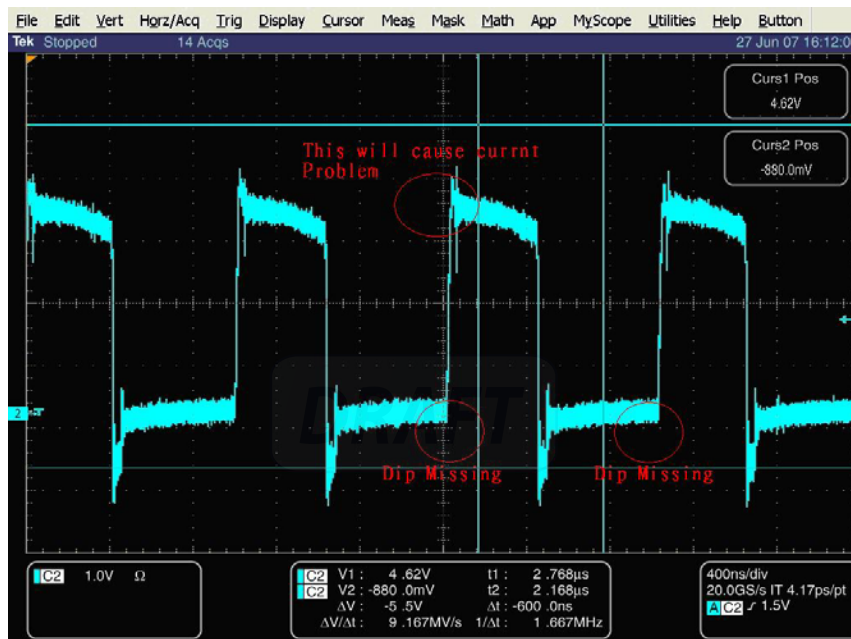 File Edit Vert Horz/Acq Trig Display Cursor Meas Mask Math App MyScope Utilities Help Button
Tek Stopped 14 Acqs 27 Jun 07 16:12:0
Curs1 Pos
4.62V
Curs2 Pos
-880.0mV
This will cause currnt
Problem
DRAFT
2
Dip Missing Dip Missing
C2 1.0V Ω
C2 V1 : 4 .62V t1 : 2 .768µs
C2 V2 : -880 .0mV t2 : 2 .168µs
ΔV : -5 .5V Δt : -600 .0ns
ΔV/Δt : 9 .167MV/s 1/Δt : 1 .667MHz
400ns/div
20.0GS/s IT 4.17ps/pt
A C2 ƒ 1.5V